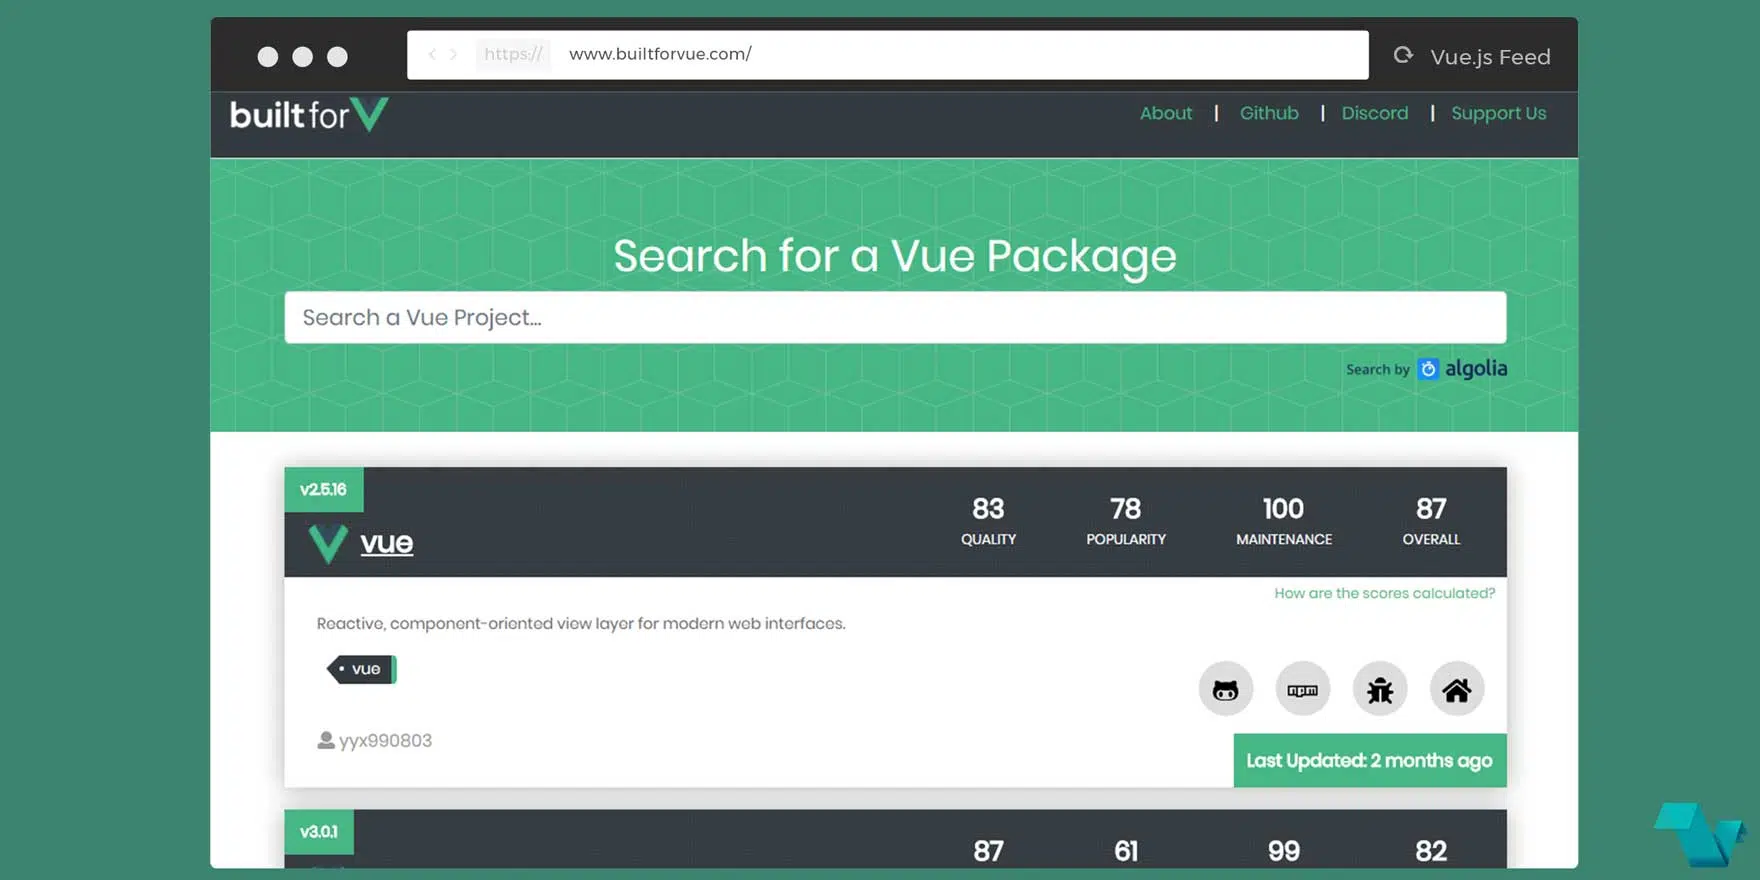 https:// www.builtforvue.com/ Vue.js Feed
builtfor
About | Github | Discord | Support Us
Search for a Vue Package
Search a Vue Project...
Search by algolia
v2.5.16
83 78 100 87
QUALITY POPULARITY MAINTENANCE OVERALL
vue
How are the scores calculated?
Reactive, component-oriented view layer for modern web interfaces.
vue
npm
yyx990803
Last Updated: 2 months ago
v3.0.1
87 61 99 82